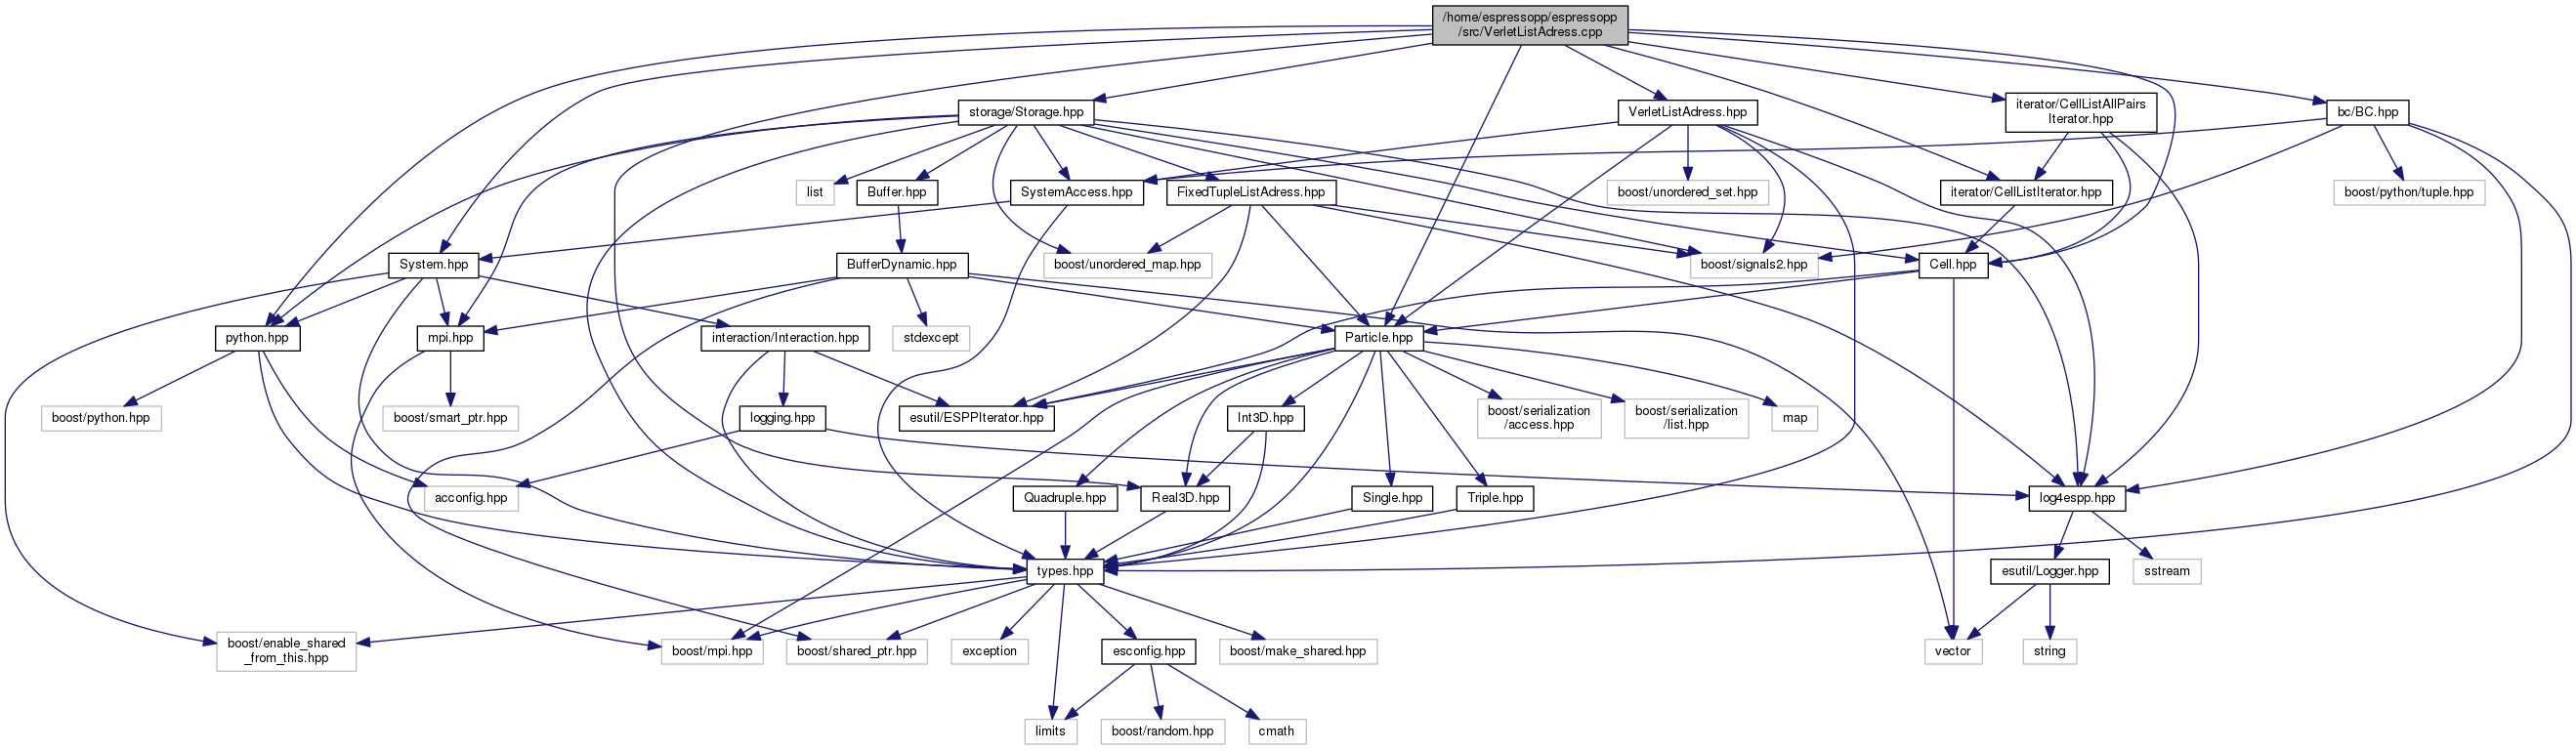 /home/espressopp/espressopp
/src/VerletListAdress.cpp
storage/Storage.hpp
VerletListAdress.hpp
iterator/CellListAllPairs
Iterator.hpp
bc/BC.hpp
list
Buffer.hpp
SystemAccess.hpp
FixedTupleListAdress.hpp
boost/unordered_set.hpp
iterator/CellListIterator.hpp
boost/python/tuple.hpp
System.hpp
BufferDynamic.hpp
boost/unordered_map.hpp
boost/signals2.hpp
Cell.hpp
python.hpp
mpi.hpp
interaction/Interaction.hpp
stdexcept
Particle.hpp
boost/python.hpp
boost/smart_ptr.hpp
logging.hpp
esutil/ESPPIterator.hpp
Int3D.hpp
boost/serialization
/access.hpp
boost/serialization
/list.hpp
map
acconfig.hpp
Quadruple.hpp
Real3D.hpp
Single.hpp
Triple.hpp
log4espp.hpp
types.hpp
esutil/Logger.hpp
sstream
boost/enable_shared
_from_this.hpp
boost/mpi.hpp
boost/shared_ptr.hpp
exception
esconfig.hpp
boost/make_shared.hpp
vector
string
limits
boost/random.hpp
cmath